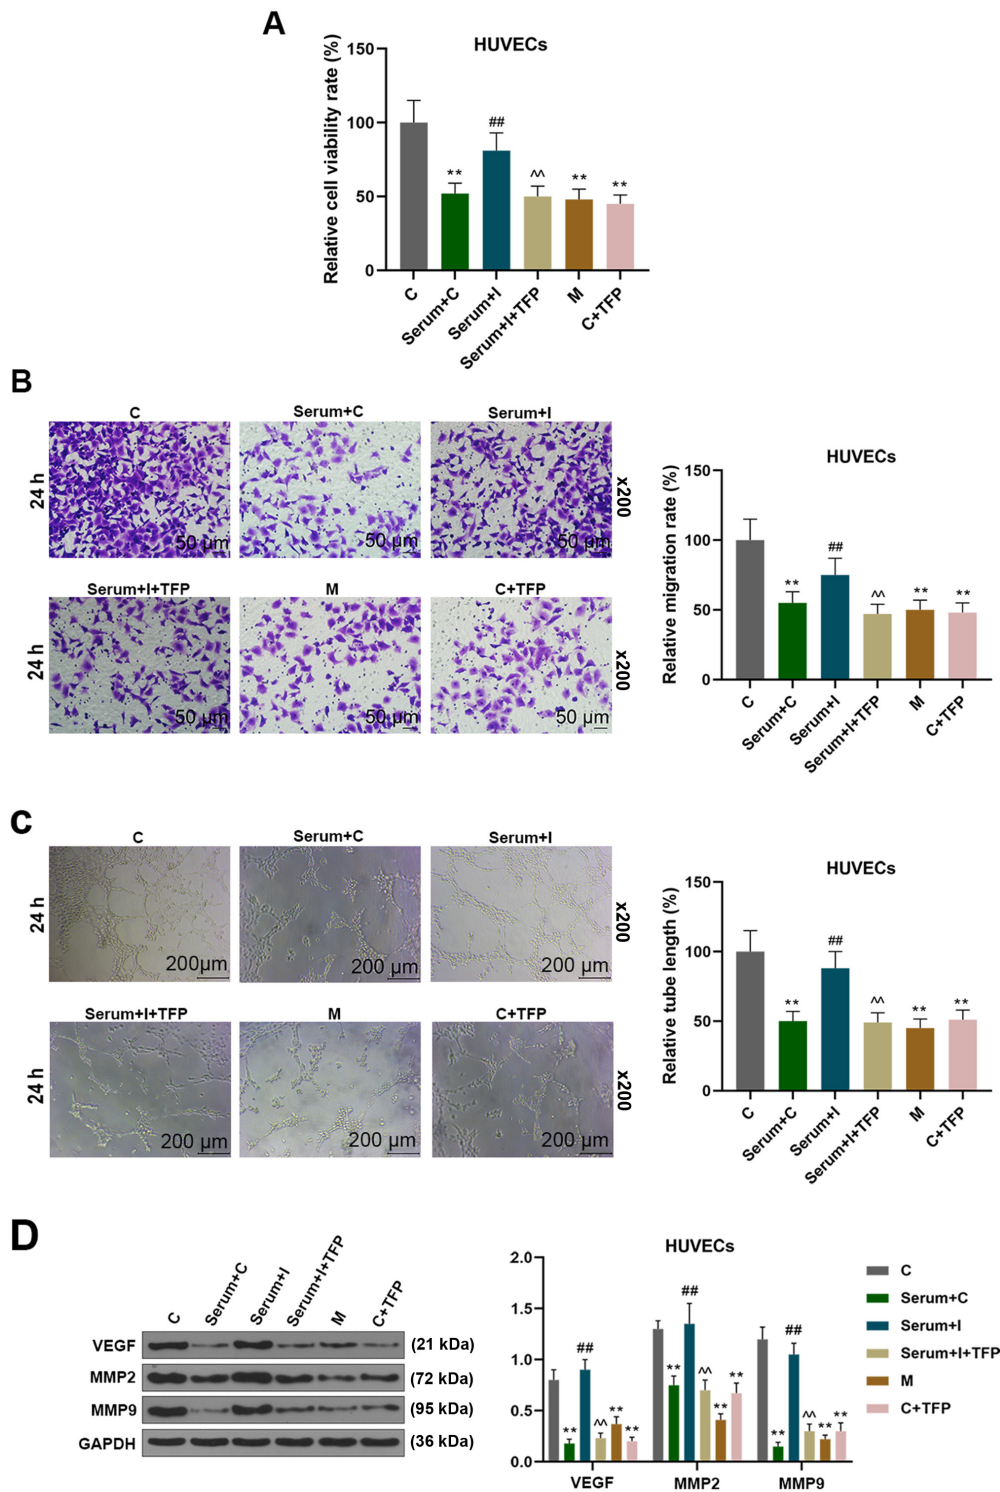 A
HUVECs
Relative cell viability rate (%)
150
100
50
0
**
##
^^
**
**
C
Serum+C
Serum+I
Serum+I+TFP
M
C+TFP
B
C
Serum+C
Serum+I
24 h
50 µm
50 µm
50 µm
x200
Serum+I+TFP
M
C+TFP
24 h
50 µm
50 µm
50 µm
x200
HUVECs
Relative migration rate (%)
150
100
50
0
**
##
^^
**
**
C
Serum+C
Serum+I
Serum+I+TFP
M
C+TFP
C
C
Serum+C
Serum+I
24 h
200µm
200 µm
200 µm
x200
Serum+I+TFP
M
C+TFP
24 h
200 µm
200 µm
200 µm
x200
HUVECs
Relative tube length (%)
150
100
50
0
**
##
^^
**
**
C
Serum+C
Serum+I
Serum+I+TFP
M
C+TFP
D
C
Serum+C
Serum+I
Serum+I+TFP
M
C+TFP
VEGF (21 kDa)
MMP2 (72 kDa)
MMP9 (95 kDa)
GAPDH (36 kDa)
HUVECs
2.0
1.5
1.0
0.5
0.0
**
##
^^
**
**
**
##
^^
**
**
**
##
^^
**
**
VEGF
MMP2
MMP9
C
Serum+C
Serum+I
Serum+I+TFP
M
C+TFP